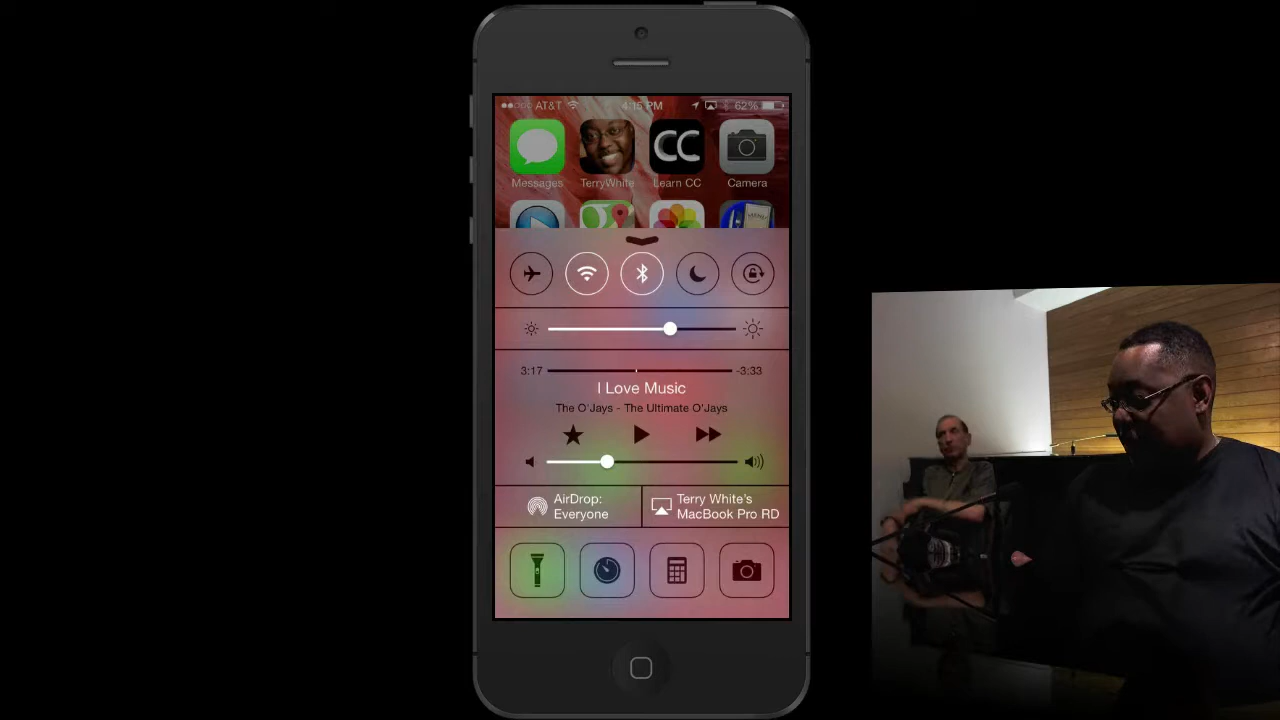 AT&T 4:15 PM 62%
CC
Messages TerryWhite Learn CC Camera
3:17 -3:33
I Love Music
The O'Jays - The Ultimate O'Jays
AirDrop:
Everyone
Terry White's
MacBook Pro RD